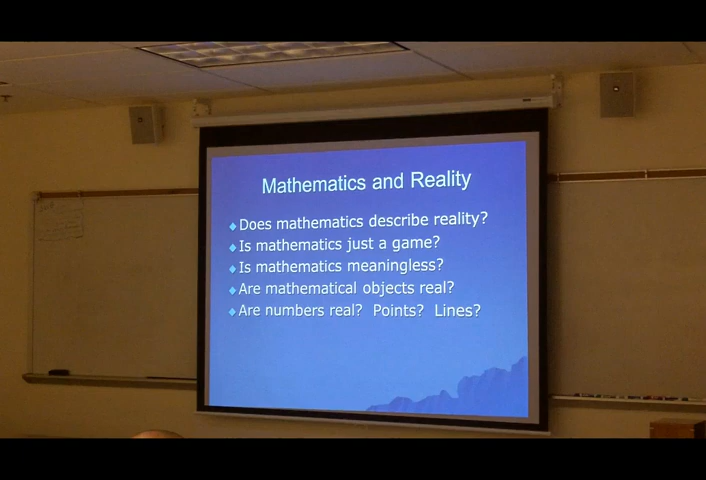 Mathematics and Reality
Does mathematics describe reality?
Is mathematics just a game?
Is mathematics meaningless?
Are mathematical objects real?
Are numbers real? Points? Lines?